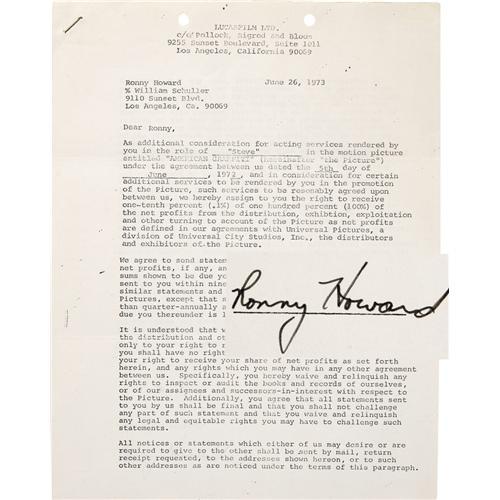 LUCASFILM LTD.
c/o Pollock, Rigrod and Bloom
9255 Sunset Boulevard, Suite 1011
Los Angeles, California 90069
Ronny Howard June 26, 1973
% William Schuller
9110 Sunset Blvd.
Los Angeles, Ca. 90069
Dear Ronny,
As additional consideration for acting services rendered by
you in the role of "Steve" in the motion picture
entitled "AMERICAN GRAFFITI" (hereinafter "the Picture")
under the agreement between us dated the 5th day of
June, 1972, and in consideration for certain
additional services to be rendered by you in the promotion
of the Picture, such services to be reasonably agreed upon
between us, we hereby assign to you the right to receive
one-tenth percent (.1%) of one hundred percent (100%) of
the net profits from the distribution, exhibtion, exploitation
and other turning to account of the Picture as net profits
are defined in our agreements with Universal Pictures, a
division of Universal City Studios, Inc., the distributors
and exhibitors of the Picture.
We agree to send statem
net profits, if any, an
sums shown to be due yo
sent to you within nine
similar statements and
Pictures, except that s
than quarter-annually a
due you thereunder is l
Ronny Howard
It is understood that w
the distribution and ot
only to your right to r
you shall have no right
your right to receive your share of net profits as set forth
herein, and any rights which you may have in any other agreement
between us. Specifically, you hereby waive and relinquish any
rights to inspect or audit the books and records of ourselves,
or of our assignees and successors-in-interest with respect to
the Picture. Additionally, you agree that all statements sent
to you by us shall be final and that you shall not challenge
any part of such statement and that you waive and relinquish
any legal and equitable rights you may have to challenge such
statements.
All notices or statements which either of us may desire or are
required to give to the other shall be sent by mail, return
receipt requested, to the addresses shown hereon, or to such
other addresses as are noticed under the terms of this paragraph.